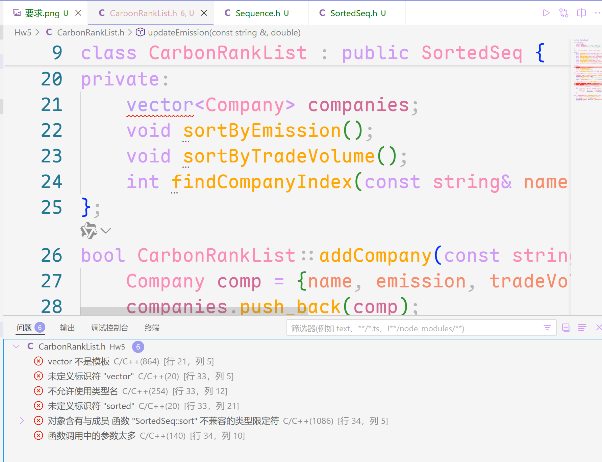 要求.png U
CarbonRankList.h 6, U
Sequence.h U
SortedSeq.h U
Hw5 > C CarbonRankList.h > updateEmission(const string &, double)
9 class CarbonRankList : public SortedSeq {
20 private:
21 vector<Company> companies;
22 void sortByEmission();
23 void sortByTradeVolume();
24 int findCompanyIndex(const string& name
25 };
26 bool CarbonRankList::addCompany(const string
27 Company comp = {name, emission, tradeVo
28 companies.push_back(comp);
问题 6 输出 调试控制台 终端
筛选器(例如 text、**/*.ts、!**/node_modules/**)
C CarbonRankList.h Hw5 6
vector 不是模板 C/C++(864) [行 21，列 5]
未定义标识符 "vector" C/C++(20) [行 33，列 5]
不允许使用类型名 C/C++(254) [行 33，列 12]
未定义标识符 "sorted" C/C++(20) [行 33，列 21]
对象含有与成员 函数 "SortedSeq::sort" 不兼容的类型限定符 C/C++(1086) [行 34，列 5]
函数调用中的参数太多 C/C++(140) [行 34，列 10]